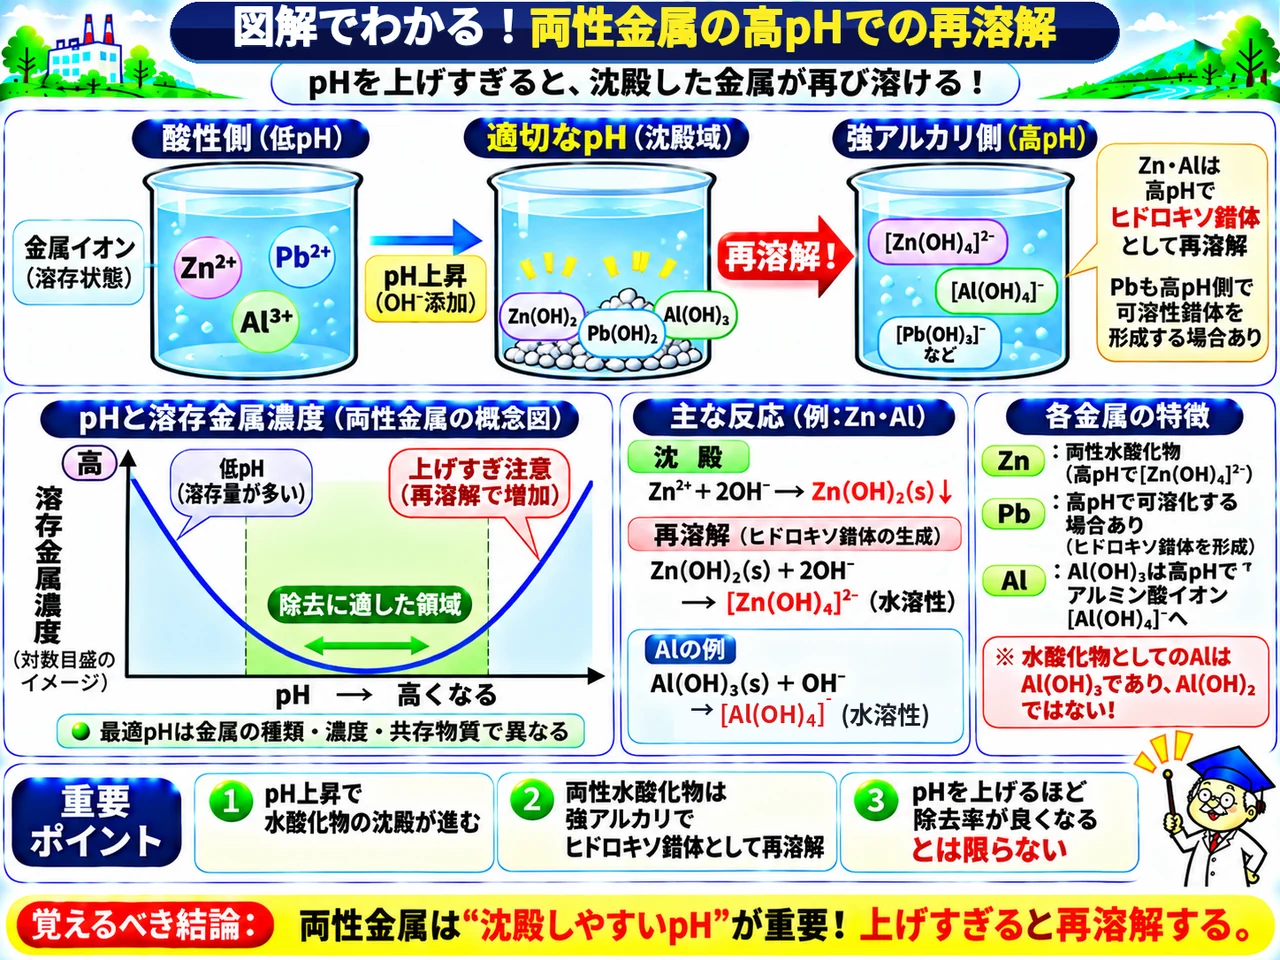 図解でわかる！両性金属の高pHでの再溶解
pHを上げすぎると、沈殿した金属が再び溶ける！
酸性側（低pH）
適切なpH（沈殿域）
強アルカリ側（高pH）
金属イオン
（溶存状態）
Zn²⁺
Pb²⁺
Al³⁺
pH上昇
（OH⁻添加）
Zn(OH)₂
Pb(OH)₂
Al(OH)₃
再溶解！
[Zn(OH)₄]²⁻
[Al(OH)₄]⁻
[Pb(OH)₃]⁻
など
Zn・Alは
高pHで
ヒドロキソ錯体
として再溶解
Pbも高pH側で
可溶性錯体を
形成する場合あり
pHと溶存金属濃度（両性金属の概念図）
高
溶存金属濃度
（対数目盛の
イメージ）
低pH
（溶存量が多い）
上げすぎ注意
（再溶解で増加）
除去に適した領域
pH → 高くなる
最適pHは金属の種類・濃度・共存物質で異なる
主な反応（例：Zn・Al）
沈 殿
Zn²⁺＋2OH⁻→ Zn(OH)₂(s)↓
再溶解（ヒドロキソ錯体の生成）
Zn(OH)₂(s)＋2OH⁻
→ [Zn(OH)₄]²⁻（水溶性）
Alの例
Al(OH)₃(s)＋OH⁻
→ [Al(OH)₄]⁻（水溶性）
各金属の特徴
Zn：両性水酸化物
（高pHで[Zn(OH)₄]²⁻）
Pb：高pHで可溶化する
場合あり
（ヒドロキソ錯体を形成）
Al：Al(OH)₃は高pHで
アルミン酸イオン
[Al(OH)₄]⁻へ
※ 水酸化物としてのAlは
Al(OH)₃であり、Al(OH)₂
ではない！
重要
ポイント
1 pH上昇で
水酸化物の沈殿が進む
2 両性水酸化物は
強アルカリで
ヒドロキソ錯体として再溶解
3 pHを上げるほど
除去率が良くなる
とは限らない
覚えるべき結論：両性金属は“沈殿しやすいpH”が重要！上げすぎると再溶解する。